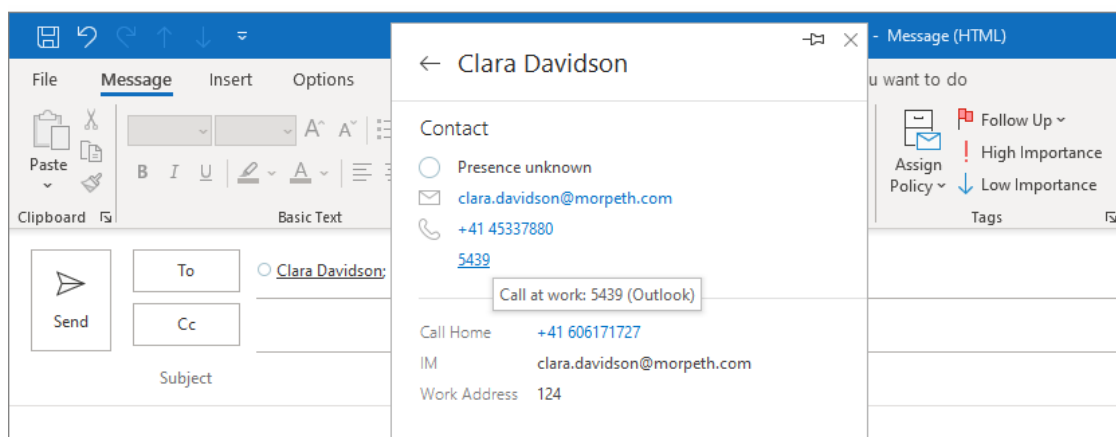 - Message (HTML)
File Message Insert Options
u want to do
Clara Davidson
Contact
Presence unknown
clara.davidson@morpeth.com
+41 45337880
5439
Call at work: 5439 (Outlook)
Call Home +41 606171727
IM clara.davidson@morpeth.com
Work Address 124
Paste
B I U A
A A
Clipboard
Basic Text
Assign
Policy
Follow Up
High Importance
Low Importance
Tags
Send
To Clara Davidson;
Cc
Subject